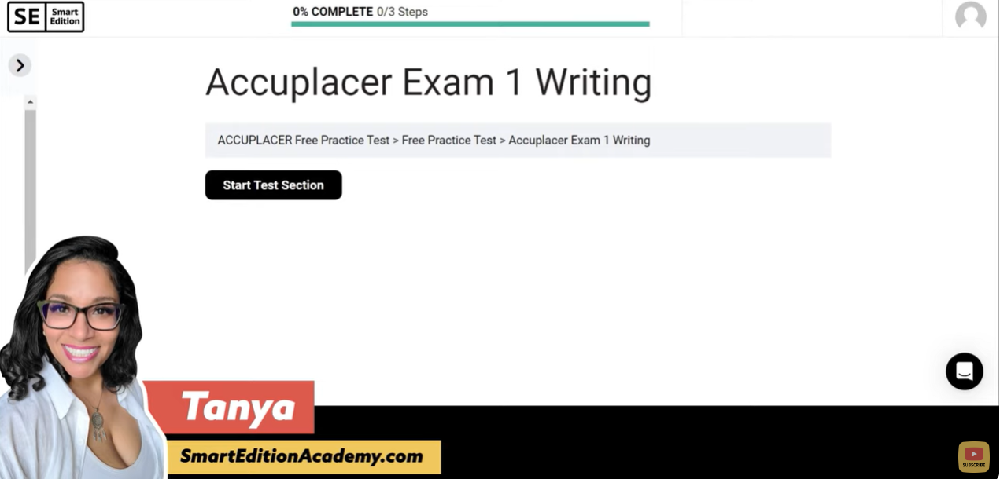 SE Smart Edition
0% COMPLETE 0/3 Steps
Accuplacer Exam 1 Writing
ACCUPLACER Free Practice Test > Free Practice Test > Accuplacer Exam 1 Writing
Start Test Section
Tanya
SmartEditionAcademy.com
SUBSCRIBE